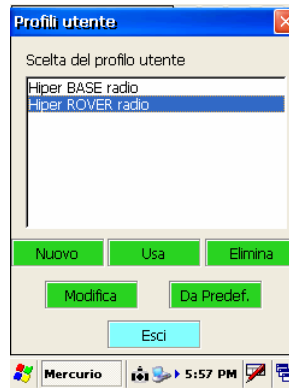 Profili utente
Scelta del profilo utente
Hiper BASE radio
Hiper ROVER radio
Nuovo Usa Elimina
Modifica Da Predef.
Esci
Mercurio 5:57 PM